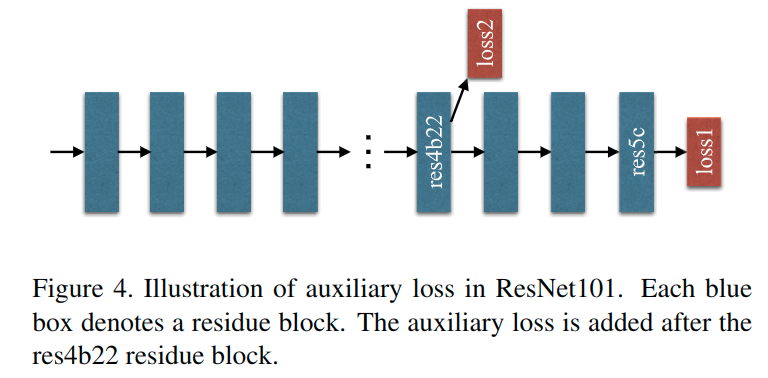 loss2
res4b22
res5c
loss1
Figure 4. Illustration of auxiliary loss in ResNet101. Each blue
box denotes a residue block. The auxiliary loss is added after the
res4b22 residue block.